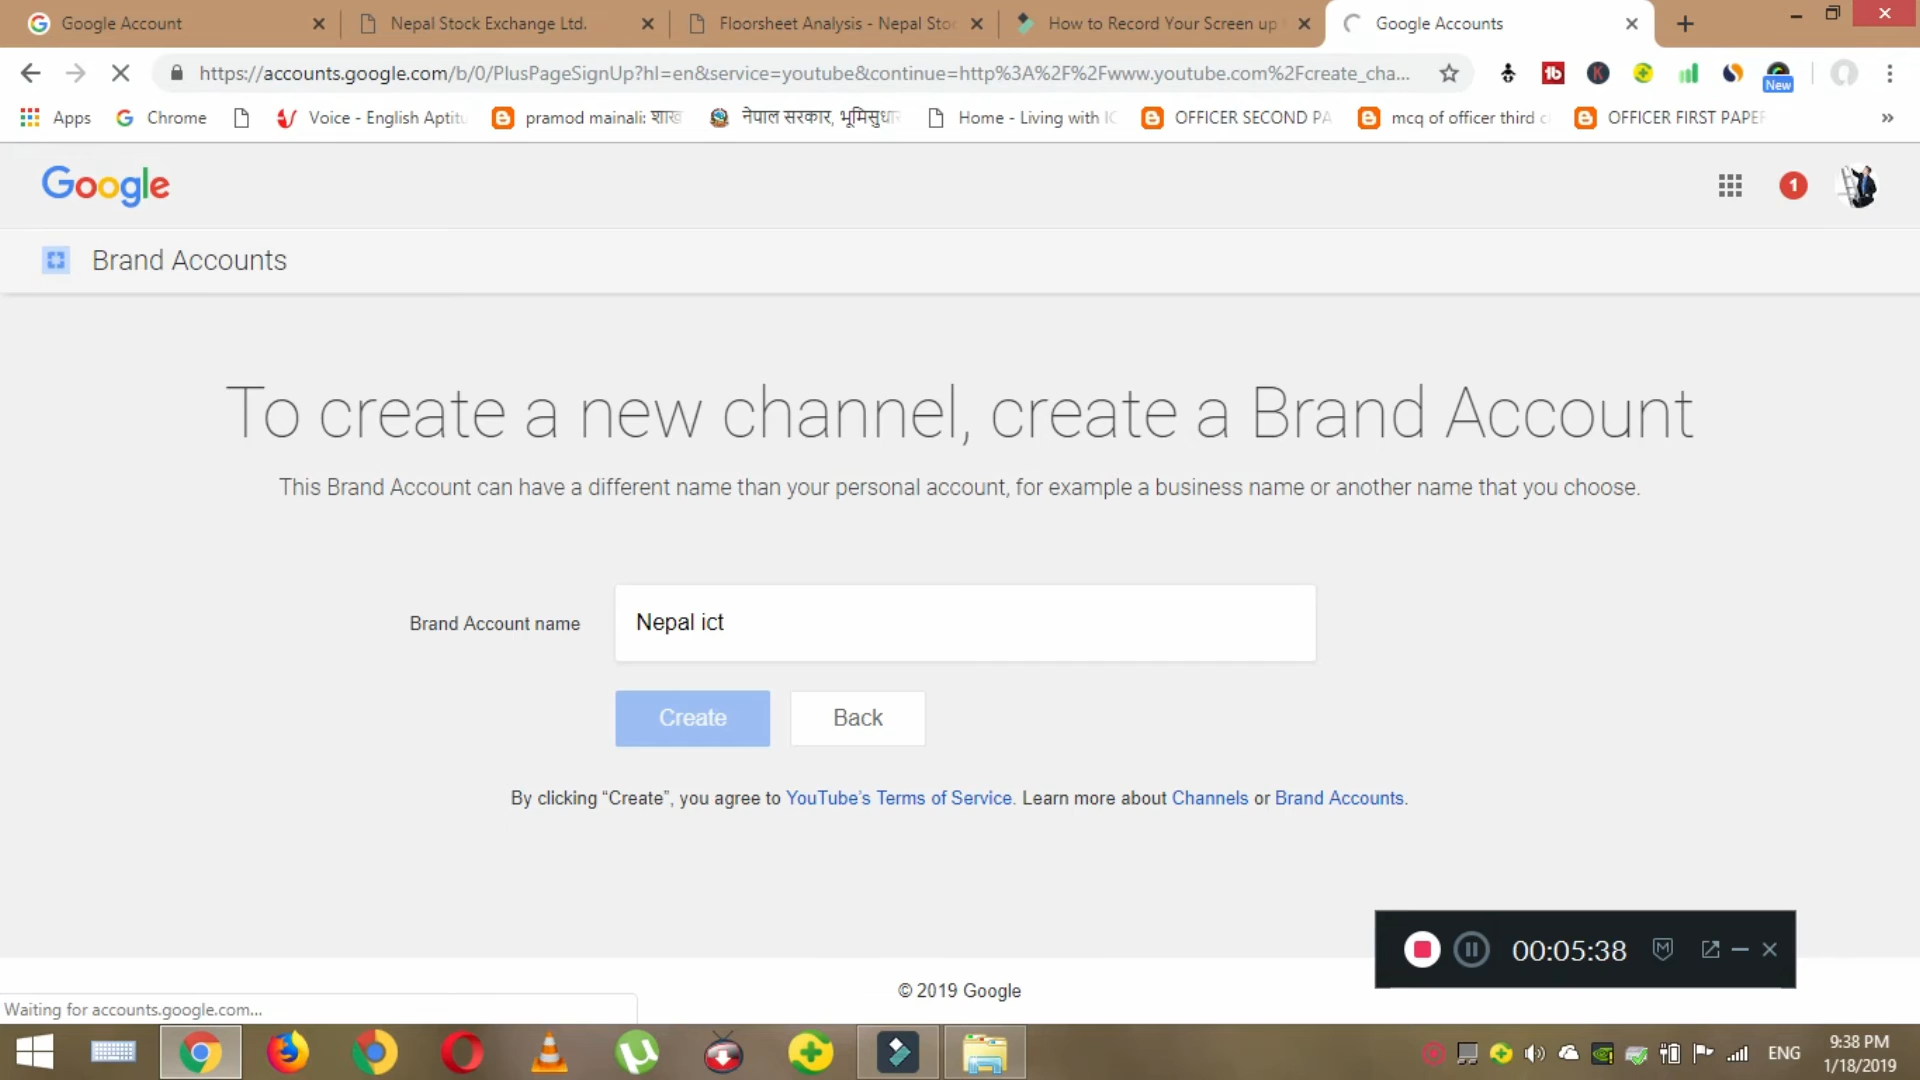 Google Account
Nepal Stock Exchange Ltd.
Floorsheet Analysis - Nepal Sto
How to Record Your Screen up
Google Accounts
https://accounts.google.com/b/0/PlusPageSignUp?hl=en&service=youtube&continue=http%3A%2F%2Fwww.youtube.com%2Fcreate_cha...
New
Apps
Chrome
Voice - English Aptitu
pramod mainali: शाख
नेपाल सरकार, भूमिसुधार
Home - Living with IC
OFFICER SECOND PA
mcq of officer third c
OFFICER FIRST PAPER
»
Google
1
Brand Accounts
To create a new channel, create a Brand Account
This Brand Account can have a different name than your personal account, for example a business name or another name that you choose.
Brand Account name
Nepal ict
Create
Back
By clicking “Create”, you agree to YouTube’s Terms of Service. Learn more about Channels or Brand Accounts.
00:05:38
© 2019 Google
Waiting for accounts.google.com...
ENG
9:38 PM
1/18/2019